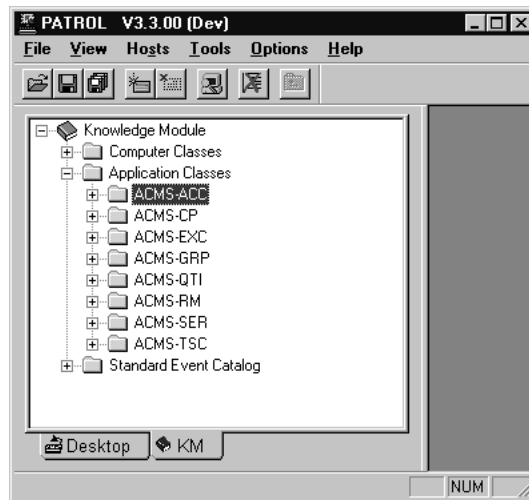 PATROL V3.3.00 (Dev)
File View Hosts Tools Options Help
Knowledge Module
Computer Classes
Application Classes
ACMS-ACC
ACMS-CP
ACMS-EXC
ACMS-GRP
ACMS-QTI
ACMS-RM
ACMS-SER
ACMS-TSC
Standard Event Catalog
Desktop KM
NUM